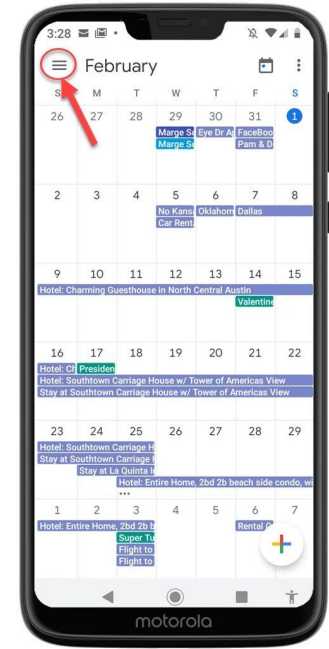 3:28
February
S M T W T F S
26 27 28 29 30 31 1
Marge Eye Dr FaceBoo
Marge Pam & D
2 3 4 5 6 7 8
No Kans Oklahom Dallas
Car Rent
9 10 11 12 13 14 15
Hotel: Charming Guesthouse in North Central Austin
Valentine
16 17 18 19 20 21 22
Hotel: Ch Presiden
Hotel: Southtown Carriage House w/ Tower of Americas View
Stay at Southtown Carriage House w/ Tower of Americas View
23 24 25 26 27 28 29
Hotel: Southtown Carriage H
Stay at Southtown Carriage
Stay at La Quinta
Hotel: Entire Home, 2bd 2b beach side condo, wi
1 2 3 4 5 6 7
Hotel: Entire Home, 2bd 2b b Rental
Super Tu
Flight to
Flight to
motorola